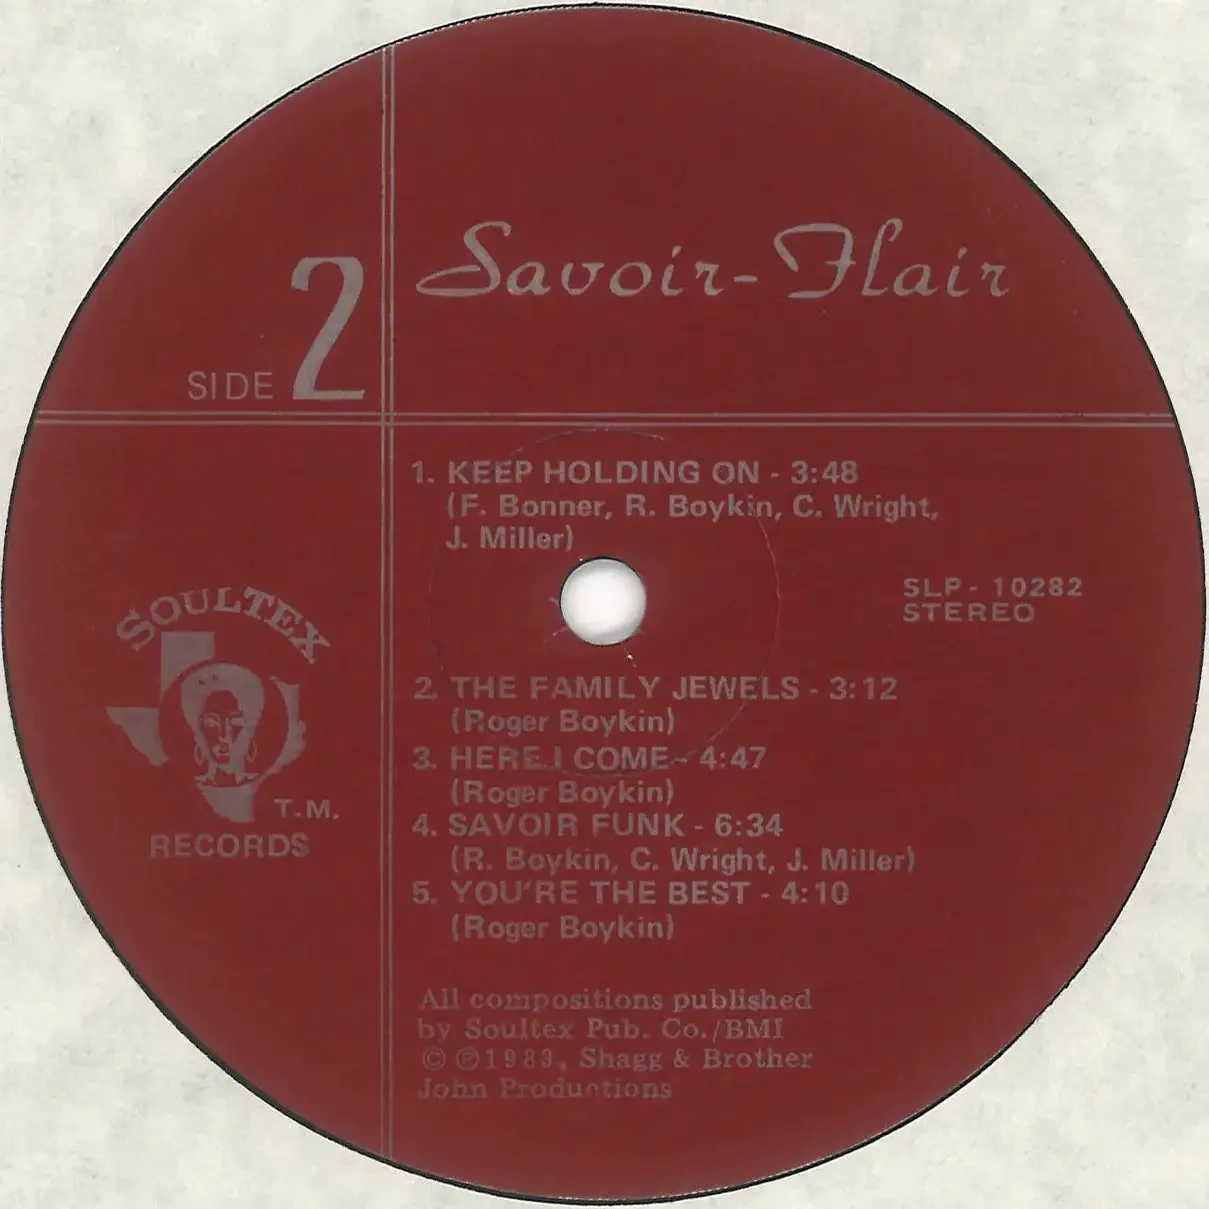 Savoir-Flair
SIDE 2
1. KEEP HOLDING ON - 3:48
(F. Bonner, R. Boykin, C. Wright,
J. Miller)
SLP - 10282
STEREO
2. THE FAMILY JEWELS - 3:12
(Roger Boykin)
3. HERE I COME - 4:47
(Roger Boykin)
4. SAVOIR FUNK - 6:34
(R. Boykin, C. Wright, J. Miller)
5. YOU'RE THE BEST - 4:10
(Roger Boykin)
SOULTEX
T.M.
RECORDS
All compositions published
by Soultex Pub. Co./BMI
© ℗ 1983, Shagg & Brother
John Productions